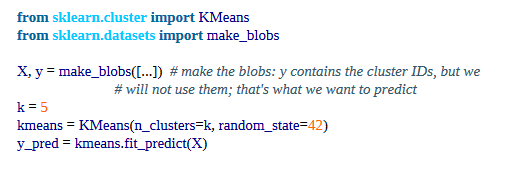 from sklearn.cluster import KMeans
from sklearn.datasets import make_blobs
X, y = make_blobs([...])  # make the blobs: y contains the cluster IDs, but we
# will not use them; that's what we want to predict
k = 5
kmeans = KMeans(n_clusters=k, random_state=42)
y_pred = kmeans.fit_predict(X)